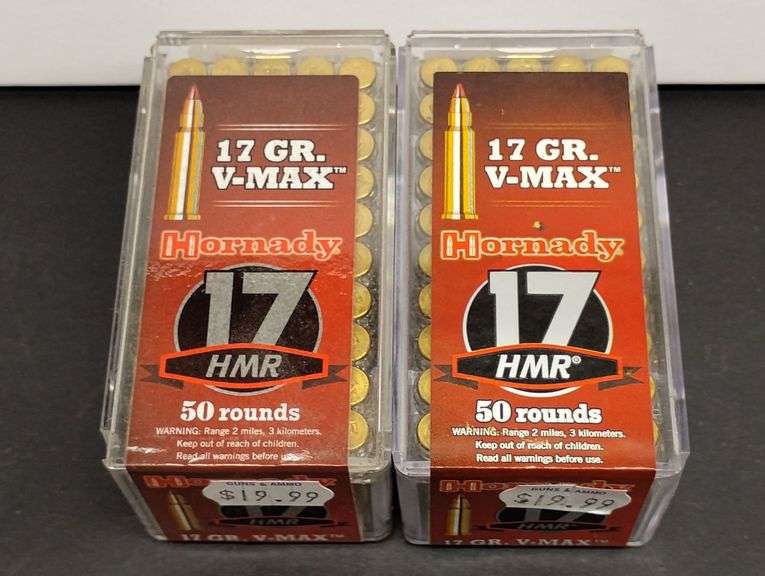 17 GR.
V-MAX™
Hornady
17
HMR
50 rounds
WARNING: Range 2 miles, 3 kilometers.
Keep out of reach of children.
Read all warnings before use.
Hornady
GUNS & AMMO
$19.99
17
HMR
17 GR. V-MAX™
17 GR.
V-MAX™
Hornady
17
HMR®
50 rounds
WARNING: Range 2 miles, 3 kilometers.
Keep out of reach of children.
Read all warnings before use.
Hornady
GUNS & AMMO
$19.99
17
HMR
17 GR. V-MAX™